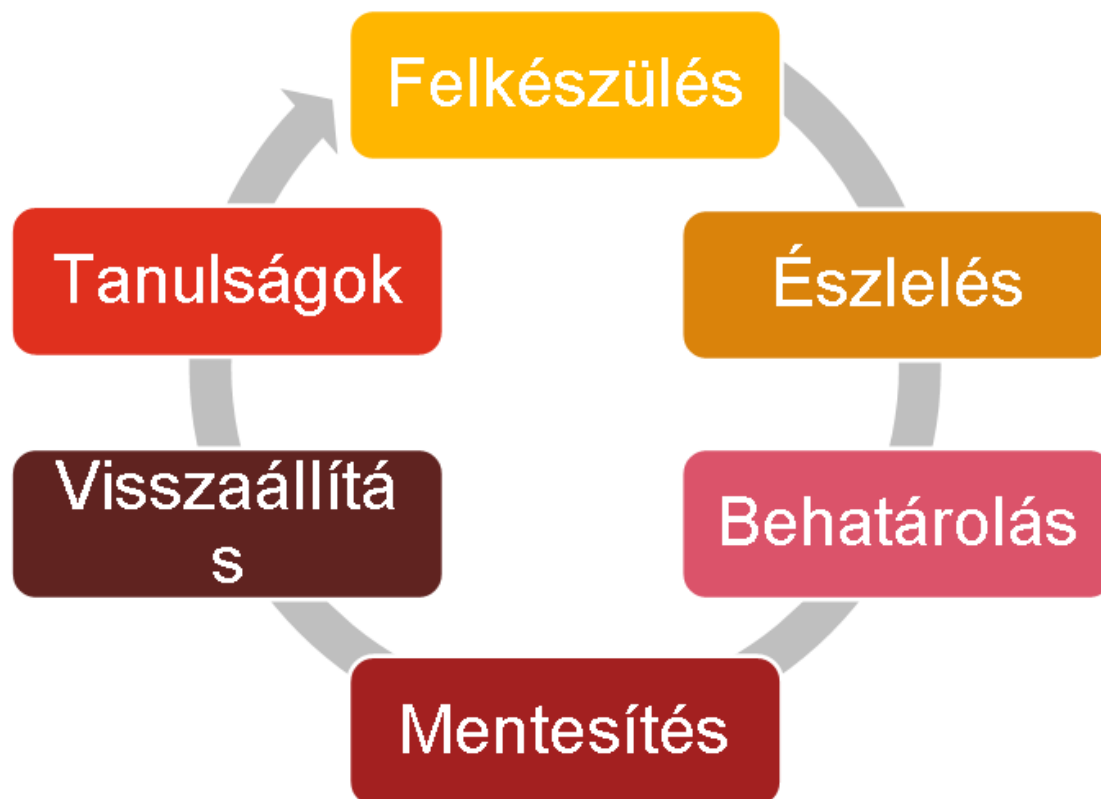 Felkészülés
Észlelés
Behatárolás
Mentesítés
Visszaállítá
s
Tanulságok